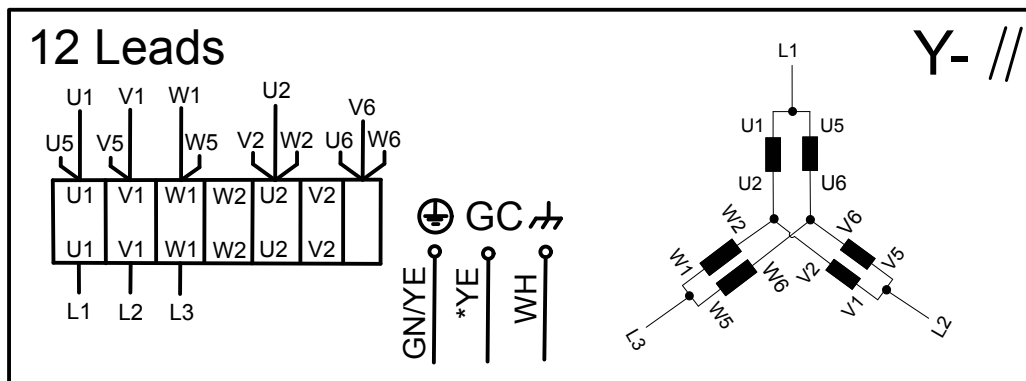 12 Leads
Y- //
U1 V1 W1 U2 V6
U5 V5 W5 V2 W2 U6 W6
U1 V1 W1 W2 U2 V2
U1 V1 W1 W2 U2 V2
L1 L2 L3
GC
GN/YE *YE WH
L1
U1 U5
U2 U6
W2 V6
W1 W6 V2 V5
W5 V1
L3 L2